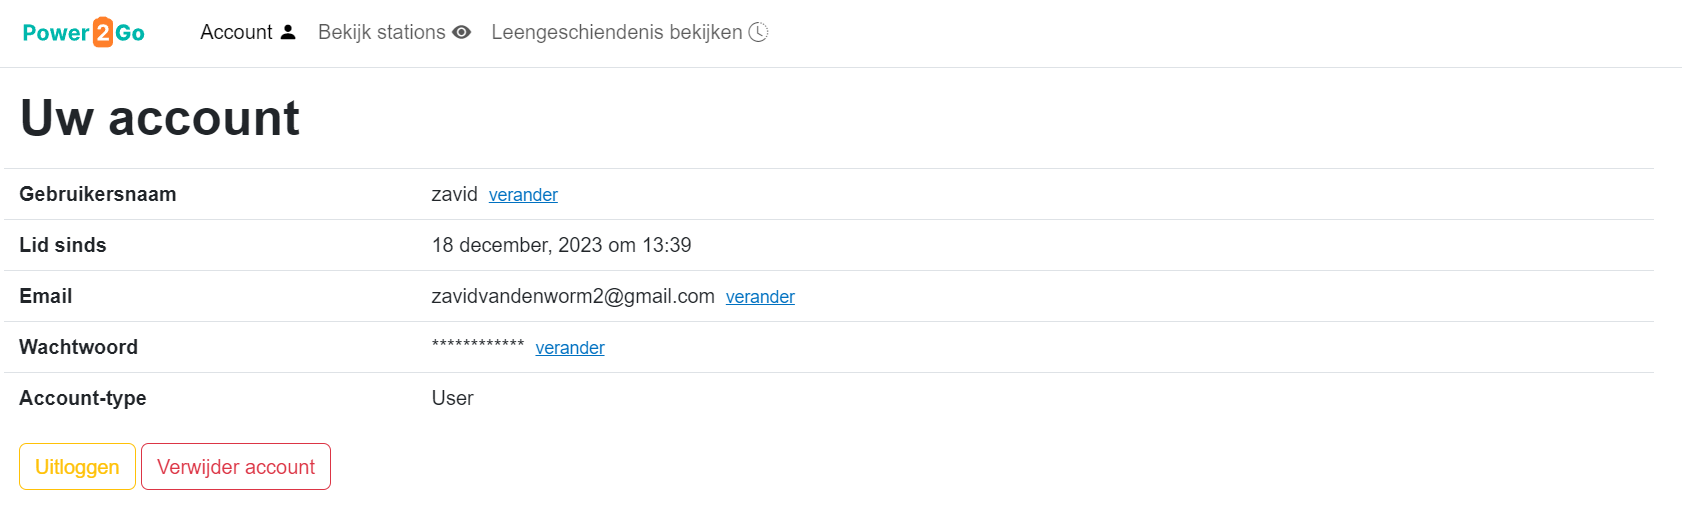 Power2Go Account Bekijk stations Leengeschiendenis bekijken
Uw account
Gebruikersnaam zavid verander
Lid sinds 18 december, 2023 om 13:39
Email zavidvandenworm2@gmail.com verander
Wachtwoord ************ verander
Account-type User
Uitloggen Verwijder account